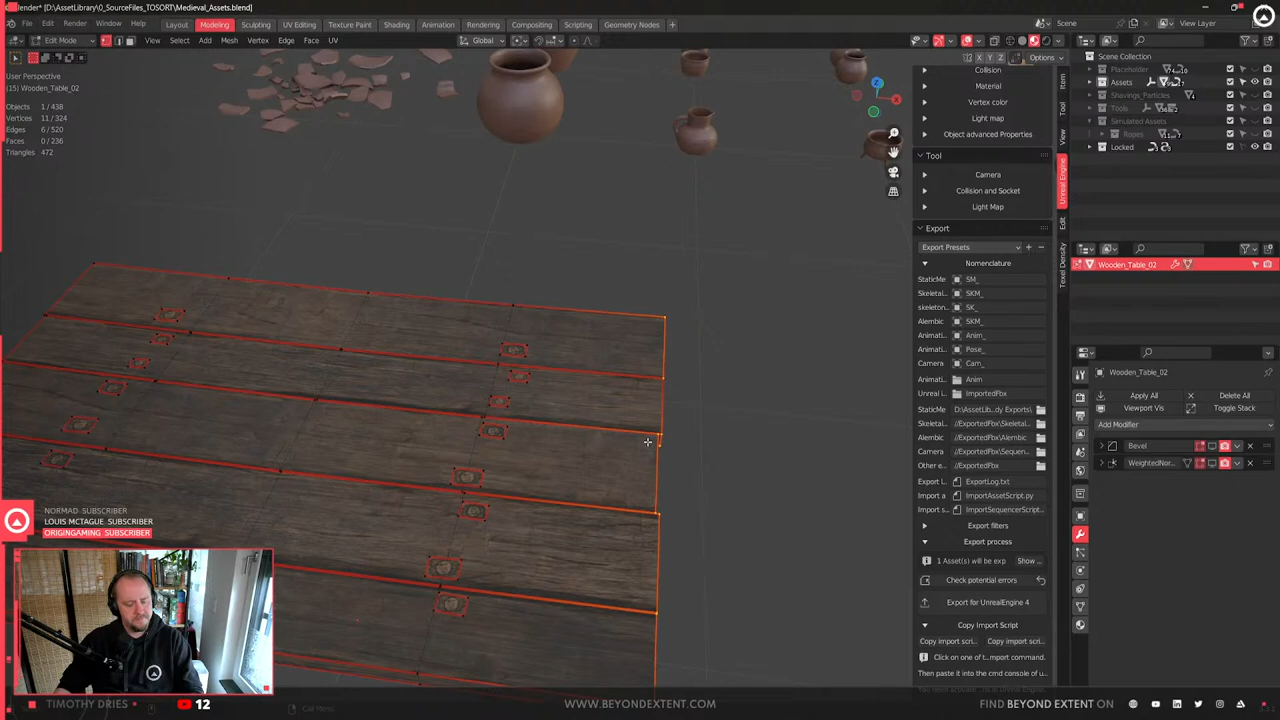 Blender* [D:\AssetLibrary\0_SourceFiles_TOSORT\Medieval_Assets.blend]
File Edit Render Window Help Layout Modeling Sculpting UV Editing Texture Paint Shading Animation Rendering Compositing Scripting Geometry Nodes + Scene View Layer
Edit Mode View Select Add Mesh Vertex Edge Face UV Global
X Y Z Options
User Perspective
(15) Wooden_Table_02
Objects 1 / 438
Vertices 11 / 324
Edges 6 / 520
Faces 0 / 236
Triangles 472
Collision
Material
Vertex color
Light map
Object advanced Properties
Tool
Camera
Collision and Socket
Light Map
Export
Export Presets
Nomenclature
StaticMe SM_
Skeletal... SKM_
skeleton... SK_
Alembic SKM_
Animati... Anim_
Animati... Pose_
Camera Cam_
Animati... Anim
Unreal i... ImportedFbx
StaticMe D:\AssetLib...dy Exports\
Skeletal... //ExportedFbx\Skeletal...
Alembic //ExportedFbx\Alembic
Camera //ExportedFbx\Sequen...
Other e... //ExportedFbx
Export l... ExportLog.txt
Import a ImportAssetScript.py
Import s... ImportSequencerScript...
Export filters
Export process
1 Asset(s) will be exp Show ...
Check potential errors
Export for UnrealEngine 4
Copy Import Script
Copy import scri... Copy import scri...
Click on one of t...mport command.
Then paste it into the cmd console of u...
Item
Tool
View
Unreal Engine
Edit
Texel Density
Scene Collection
Placeholder
Assets
Shavings_Particles
Tools
Simulated Assets
Ropes
Locked
Wooden_Table_02
Wooden_Table_02
Apply All Delete All
Viewport Vis Toggle Stack
Add Modifier
Bevel
WeightedNor...
NORMAD SUBSCRIBER
LOUIS MCTAGUE SUBSCRIBER
ORIGINGAMING SUBSCRIBER
TIMOTHY DRIES 12 WWW.BEYONDEXTENT.COM FIND BEYOND EXTENT ON